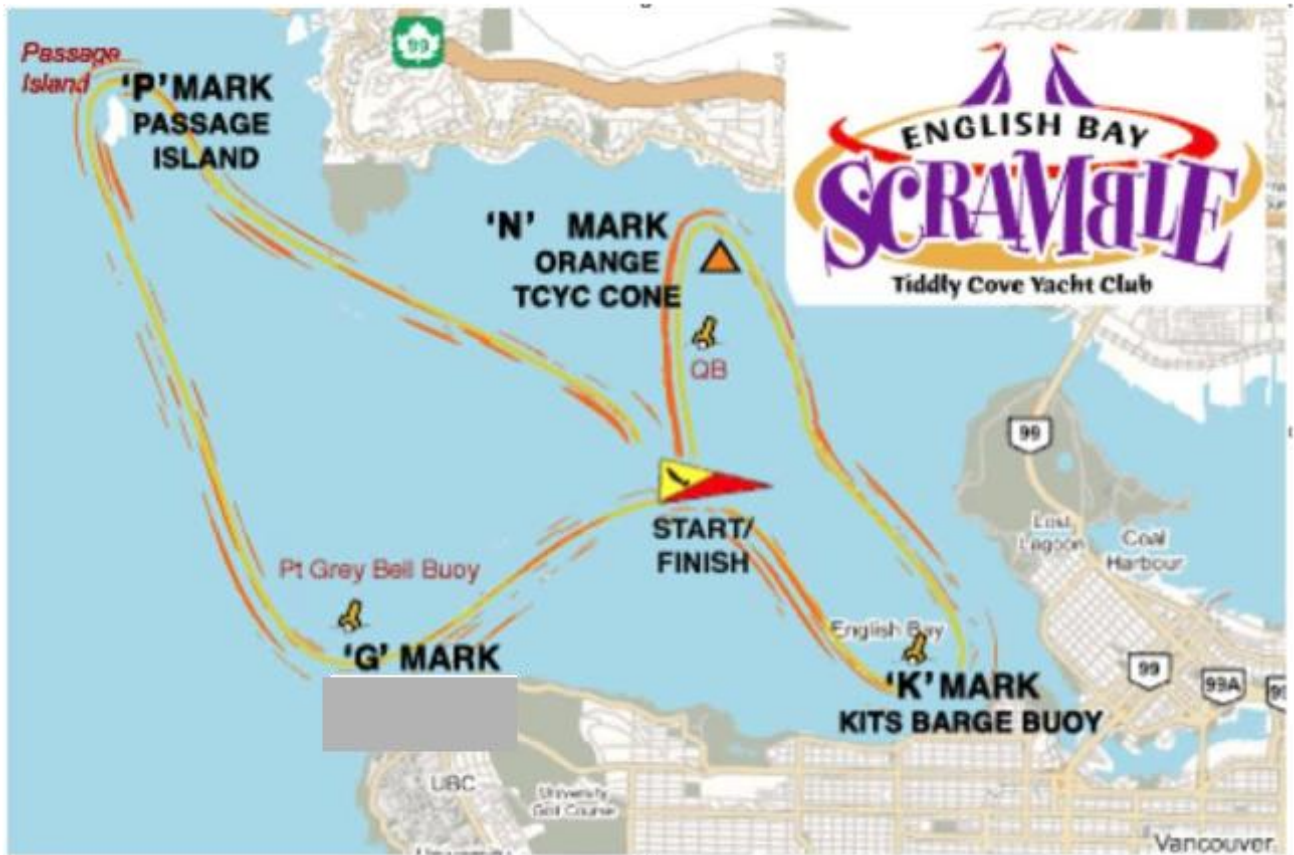 Passage
Island
'P' MARK
PASSAGE
ISLAND
99
ENGLISH BAY
SCRAMBLE
Tiddly Cove Yacht Club
'N' MARK
ORANGE
TCYC CONE
QB
START/
FINISH
99
Lost
Lagoon
Coal
Harbour
Pt Grey Bell Buoy
'G' MARK
English Bay
'K' MARK
KITS BARGE BUOY
99
99A
UBC
University
Golf Course
Vancouver